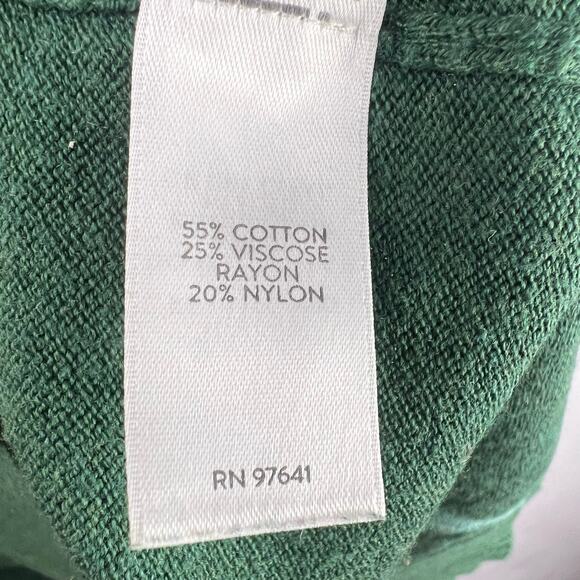 55% COTTON
25% VISCOSE
RAYON
20% NYLON
RN 97641